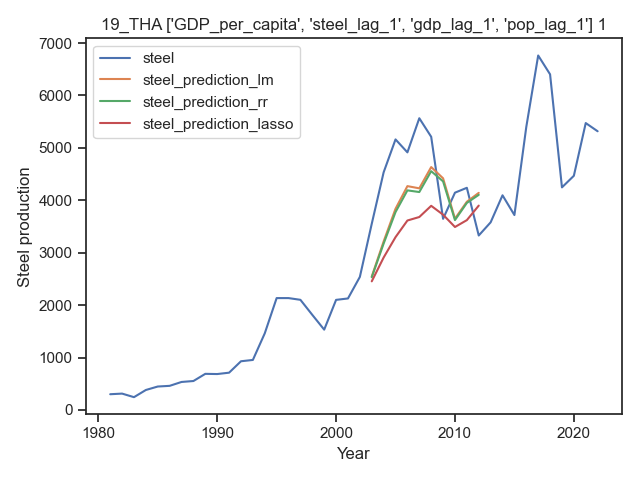 19_THA ['GDP_per_capita', 'steel_lag_1', 'gdp_lag_1', 'pop_lag_1'] 1
7000
6000
5000
4000
3000
2000
1000
0
Steel production
steel
steel_prediction_lm
steel_prediction_rr
steel_prediction_lasso
1980
1990
2000
2010
2020
Year